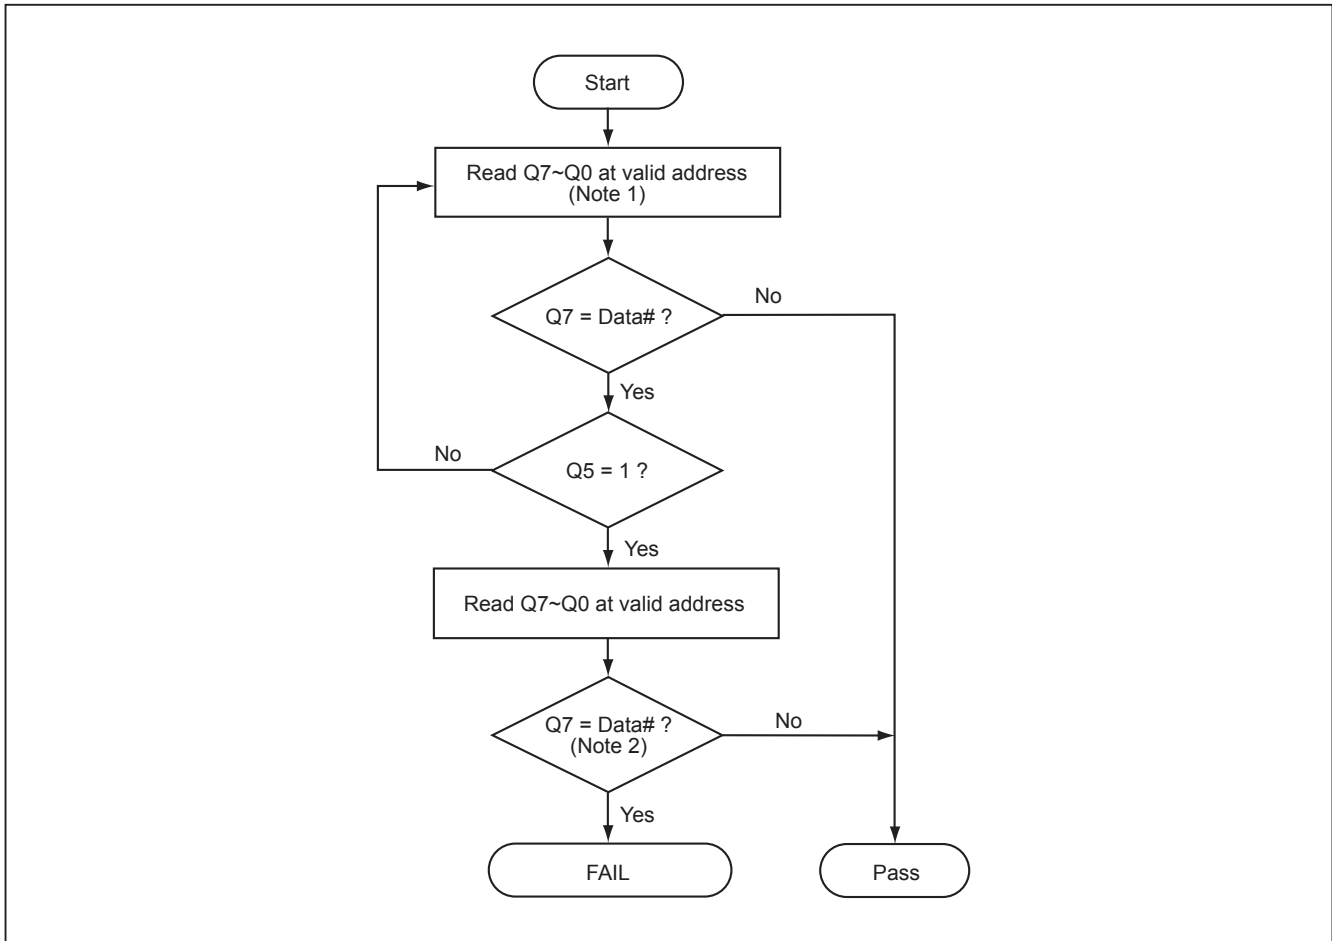 Start
Read Q7~Q0 at valid address
(Note 1)
No
Q7 = Data# ?
Yes
No
Q5 = 1 ?
Yes
Read Q7~Q0 at valid address
Q7 = Data# ?
(Note 2)
No
Yes
FAIL
Pass